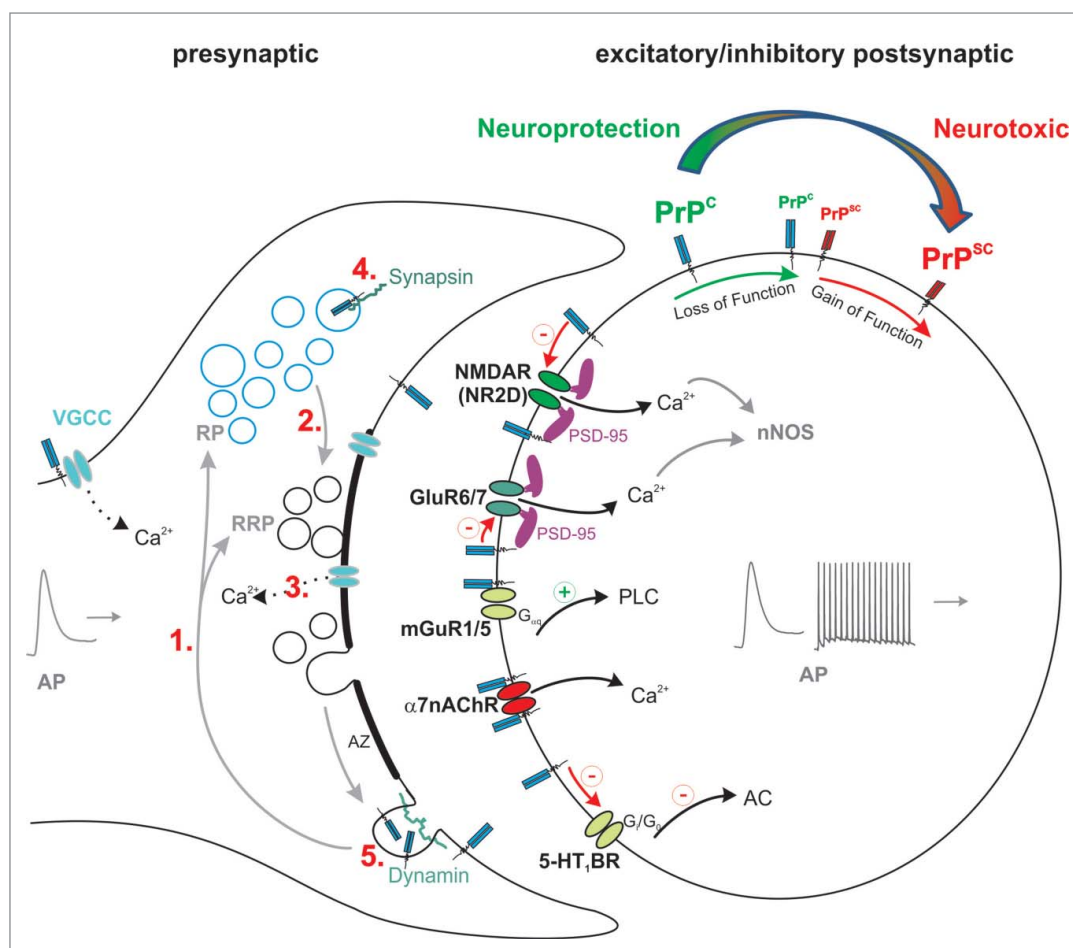 presynaptic
excitatory/inhibitory postsynaptic
Neuroprotection
Neurotoxic
PrPᶜ
PrPᶜ
PrPˢᶜ
PrPˢᶜ
Loss of Function
Gain of Function
4.
Synapsin
2.
VGCC
RP
Ca²⁺
RRP
3.
Ca²⁺
1.
AP
AZ
5.
Dynamin
NMDAR
(NR2D)
PSD-95
Ca²⁺
nNOS
GluR6/7
PSD-95
Ca²⁺
mGuR1/5
Gαq
+
PLC
α7nAChR
Ca²⁺
5-HT₁BR
Gᵢ/G₀
AC
AP
-
-
-
-